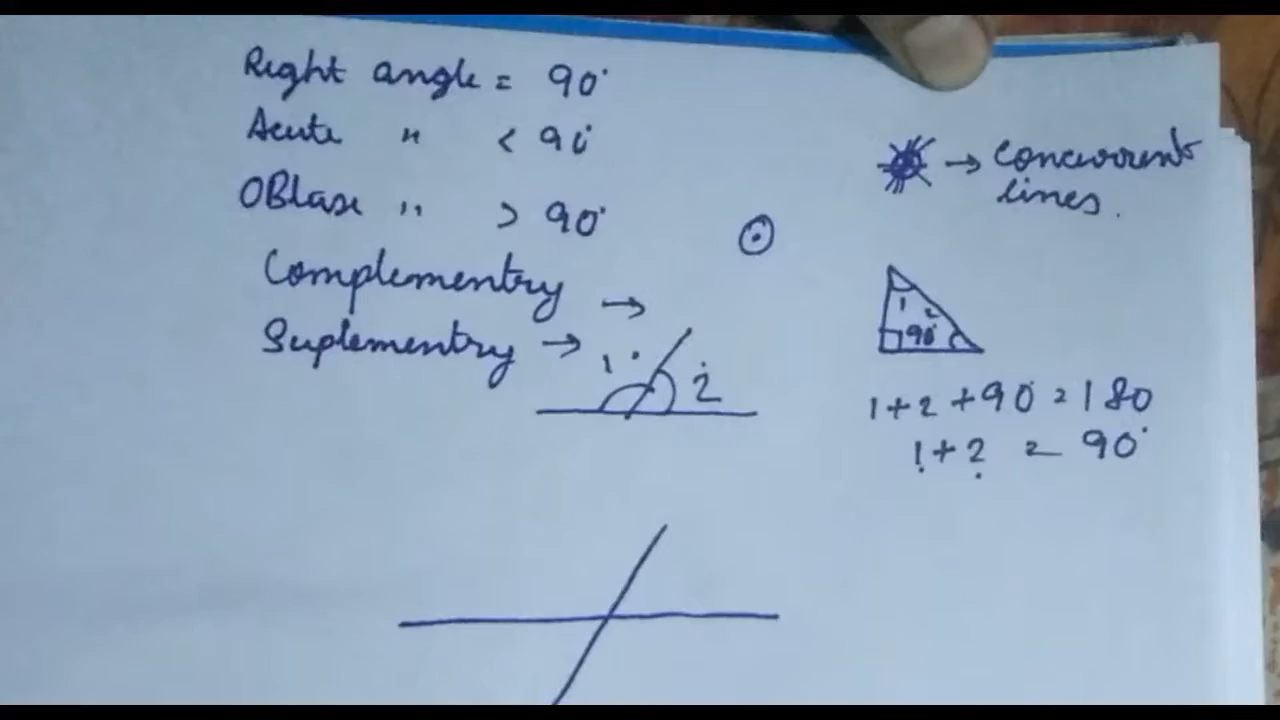 Right angle = 90°
Acute " < 90°
OBlase " > 90°
Complementry →
Suplementry →
1 2
→ concurrent
lines.
1 2
90°
1+2+90=180
1+2 = 90°